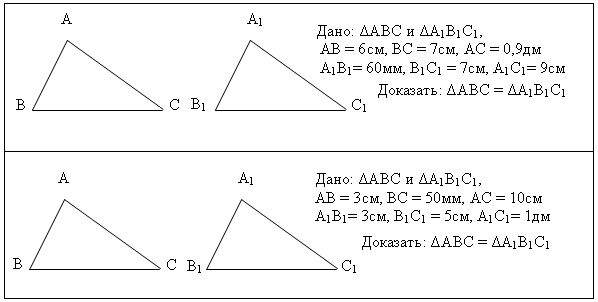 A A₁
Дано: ΔABC и ΔA₁B₁C₁,
AB = 6см, BC = 7см, AC = 0,9дм
A₁B₁= 60мм, B₁C₁ = 7см, A₁C₁= 9см
Доказать: ΔABC = ΔA₁B₁C₁
B C B₁ C₁
A A₁
Дано: ΔABC и ΔA₁B₁C₁,
AB = 3см, BC = 50мм, AC = 10см
A₁B₁= 3см, B₁C₁ = 5см, A₁C₁= 1дм
Доказать: ΔABC = ΔA₁B₁C₁
B C B₁ C₁